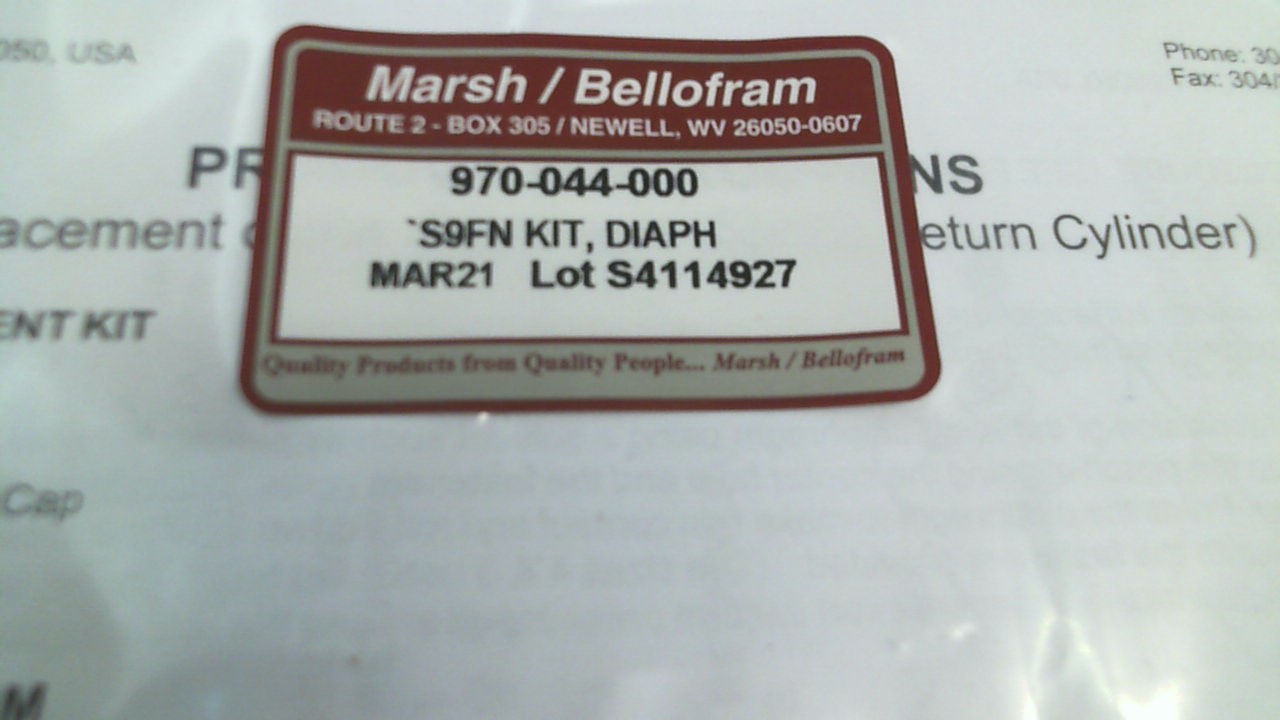 050, USA
Phone: 30
Fax: 304/
Marsh / Bellofram
ROUTE 2 - BOX 305 / NEWELL, WV 26050-0607
PR
NS
970-044-000
`S9FN KIT, DIAPH
MAR21 Lot S4114927
acement
eturn Cylinder)
ENT KIT
Quality Products from Quality People... Marsh / Bellofram
Cap
M